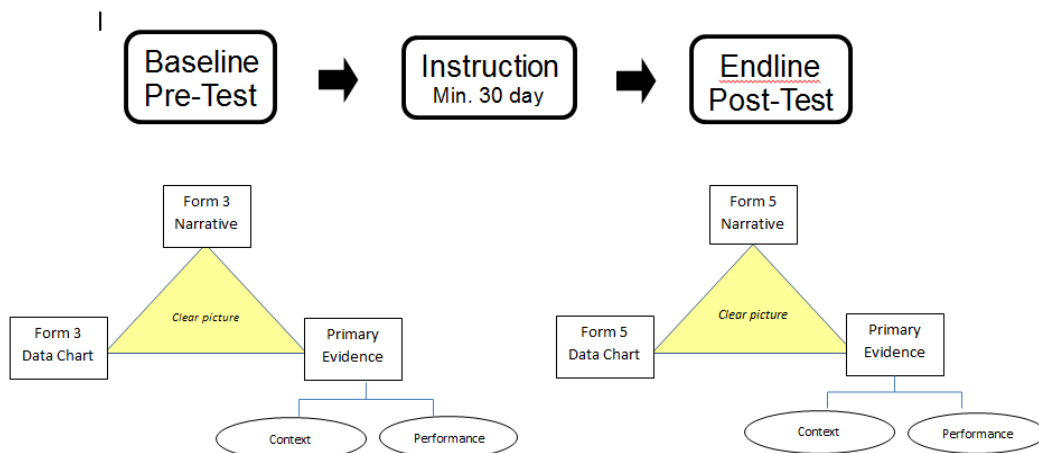 Baseline
Pre-Test
Instruction
Min. 30 day
Endline
Post-Test
Form 3
Narrative
Clear picture
Form 3
Data Chart
Primary
Evidence
Context
Performance
Form 5
Narrative
Clear picture
Form 5
Data Chart
Primary
Evidence
Context
Performance